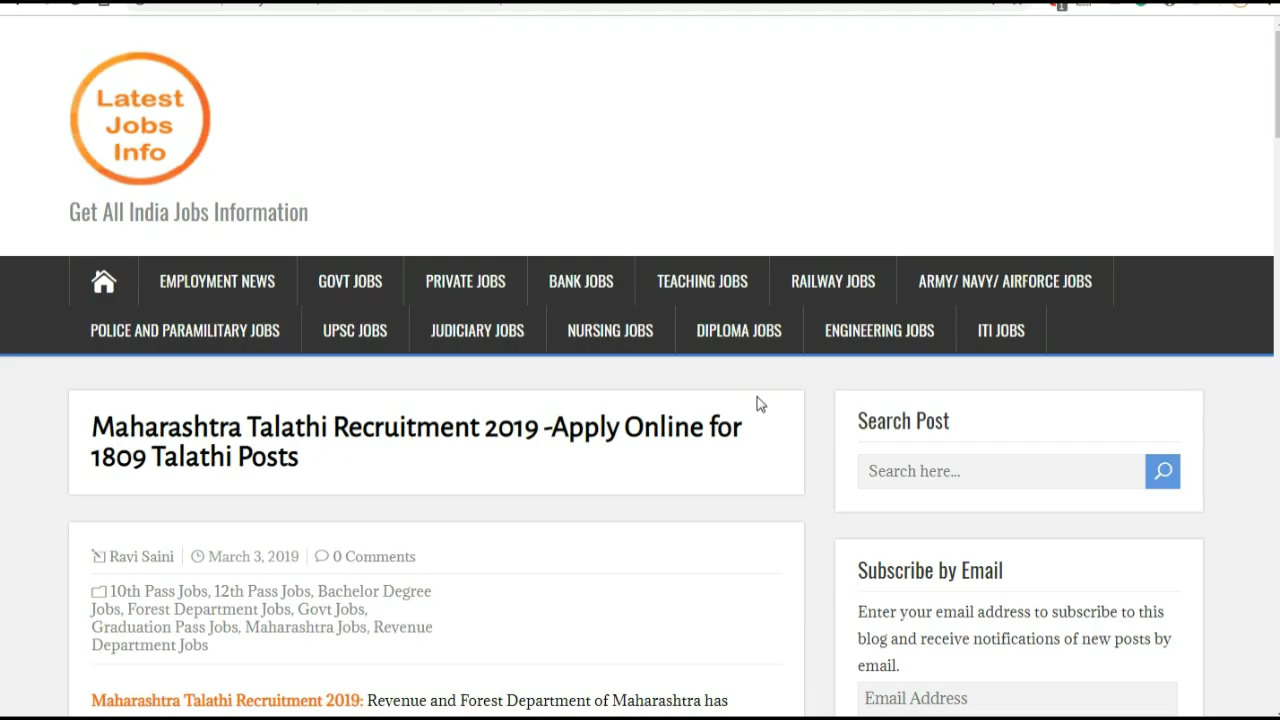 Latest
Jobs
Info
Get All India Jobs Information
EMPLOYMENT NEWS GOVT JOBS PRIVATE JOBS BANK JOBS TEACHING JOBS RAILWAY JOBS ARMY/ NAVY/ AIRFORCE JOBS
POLICE AND PARAMILITARY JOBS UPSC JOBS JUDICIARY JOBS NURSING JOBS DIPLOMA JOBS ENGINEERING JOBS ITI JOBS
Maharashtra Talathi Recruitment 2019 -Apply Online for
1809 Talathi Posts
Ravi Saini March 3, 2019 0 Comments
10th Pass Jobs, 12th Pass Jobs, Bachelor Degree
Jobs, Forest Department Jobs, Govt Jobs,
Graduation Pass Jobs, Maharashtra Jobs, Revenue
Department Jobs
Maharashtra Talathi Recruitment 2019: Revenue and Forest Department of Maharashtra has
Search Post
Search here...
Subscribe by Email
Enter your email address to subscribe to this
blog and receive notifications of new posts by
email.
Email Address